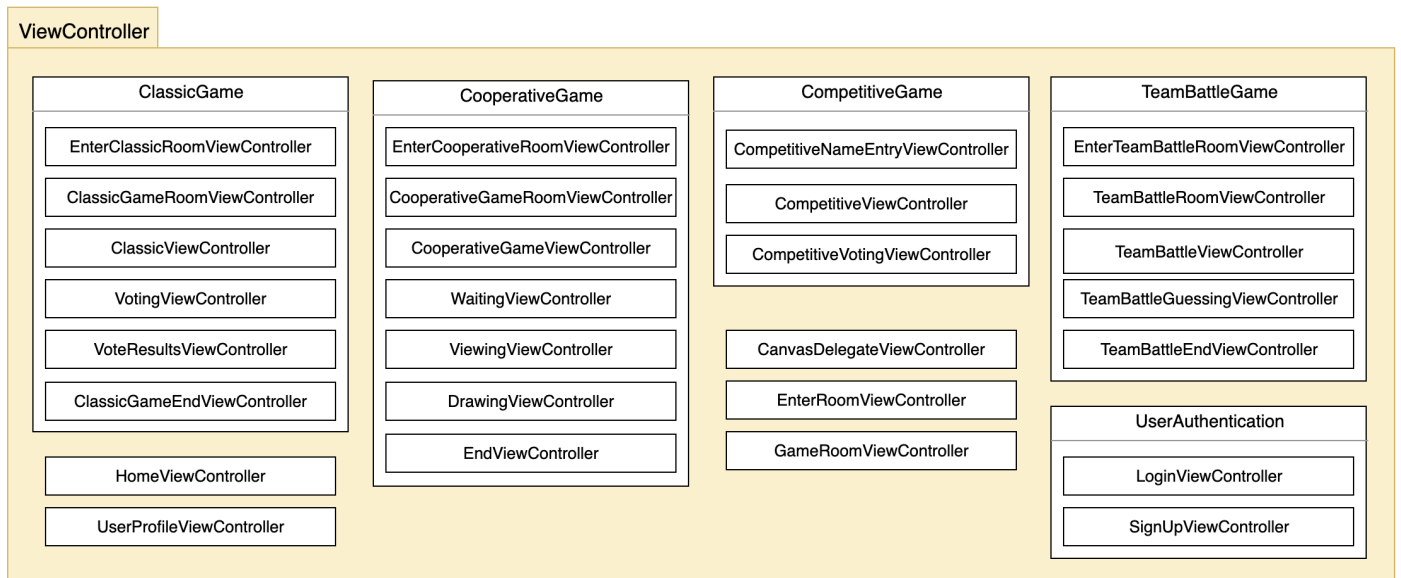 ViewController
ClassicGame
EnterClassicRoomViewController
ClassicGameRoomViewController
ClassicViewController
VotingViewController
VoteResultsViewController
ClassicGameEndViewController
HomeViewController
UserProfileViewController
CooperativeGame
EnterCooperativeRoomViewController
CooperativeGameRoomViewController
CooperativeGameViewController
WaitingViewController
ViewingViewController
DrawingViewController
EndViewController
CompetitiveGame
CompetitiveNameEntryViewController
CompetitiveViewController
CompetitiveVotingViewController
CanvasDelegateViewController
EnterRoomViewController
GameRoomViewController
TeamBattleGame
EnterTeamBattleRoomViewController
TeamBattleRoomViewController
TeamBattleViewController
TeamBattleGuessingViewController
TeamBattleEndViewController
UserAuthentication
LoginViewController
SignUpViewController